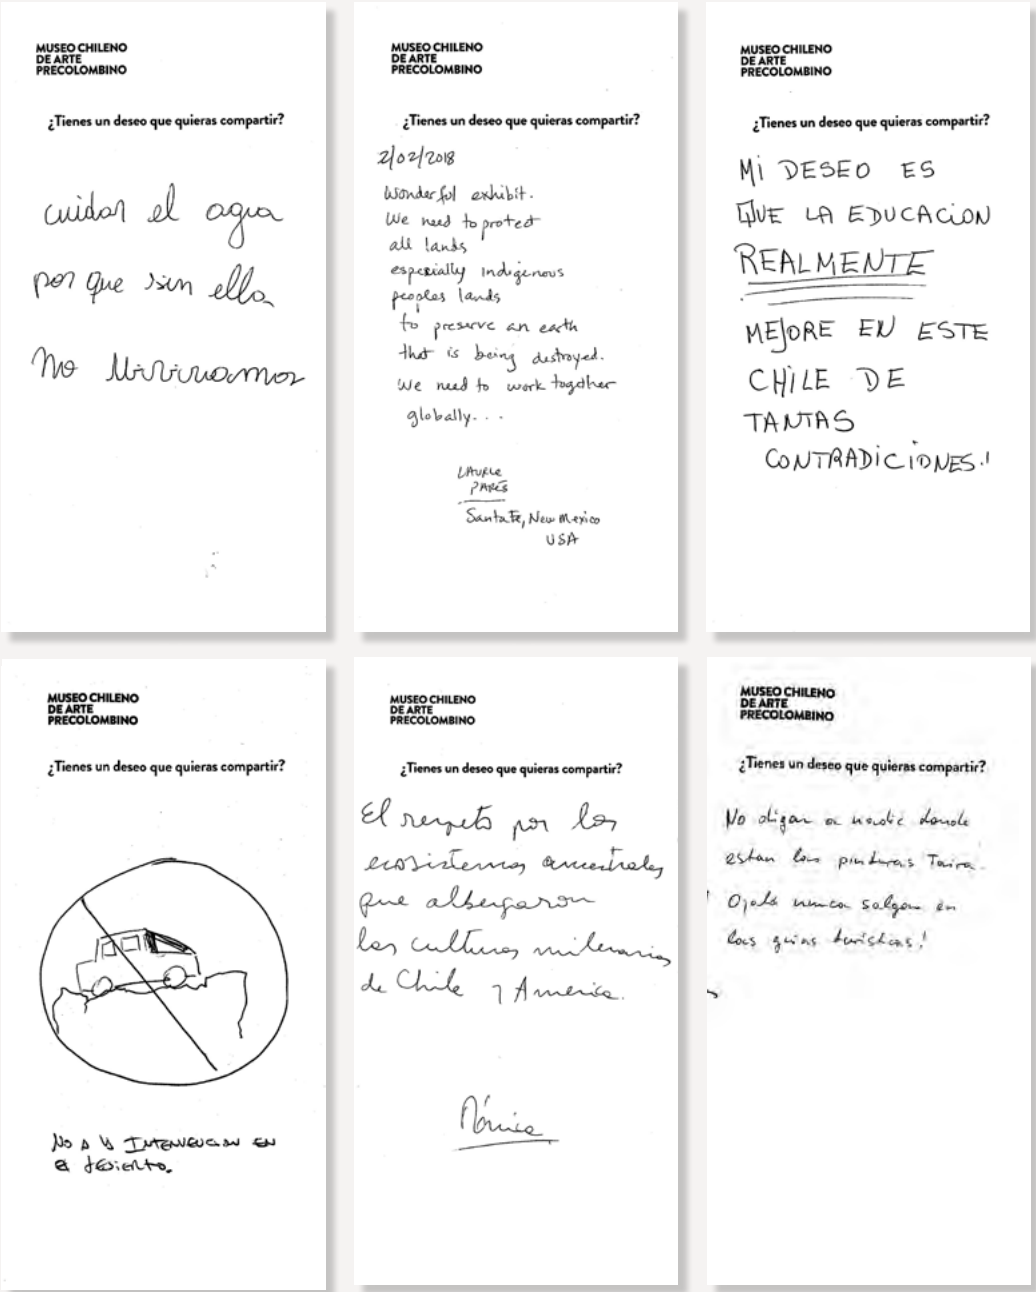 MUSEO CHILENO
DE ARTE
PRECOLOMBINO
¿Tienes un deseo que quieras compartir?
cuidar el agua
por que sin ella
no viviriamos
MUSEO CHILENO
DE ARTE
PRECOLOMBINO
¿Tienes un deseo que quieras compartir?
2/02/2018
Wonderful exhibit.
We need to protect
all lands
especially indigenous
peoples lands
to preserve an earth
that is being destroyed.
We need to work together
globally...
LAURIE
PARÉS
Santa Fe, New Mexico
USA
MUSEO CHILENO
DE ARTE
PRECOLOMBINO
¿Tienes un deseo que quieras compartir?
Mi DESEO ES
QUE LA EDUCACION
REALMENTE
MEJORE EN ESTE
CHILE DE
TANTAS
CONTRADICIONES.!
MUSEO CHILENO
DE ARTE
PRECOLOMBINO
¿Tienes un deseo que quieras compartir?
No A LA INTERVENCION EN
el desierto.
MUSEO CHILENO
DE ARTE
PRECOLOMBINO
¿Tienes un deseo que quieras compartir?
El respeto por los
ecosistemas ancestrales
que albergaron
las culturas milenarias
de Chile y America.
Mónica
MUSEO CHILENO
DE ARTE
PRECOLOMBINO
¿Tienes un deseo que quieras compartir?
No digan a nadie donde
estan las pinturas Taira.
Ojala nunca salgan en
las guias turisticas!